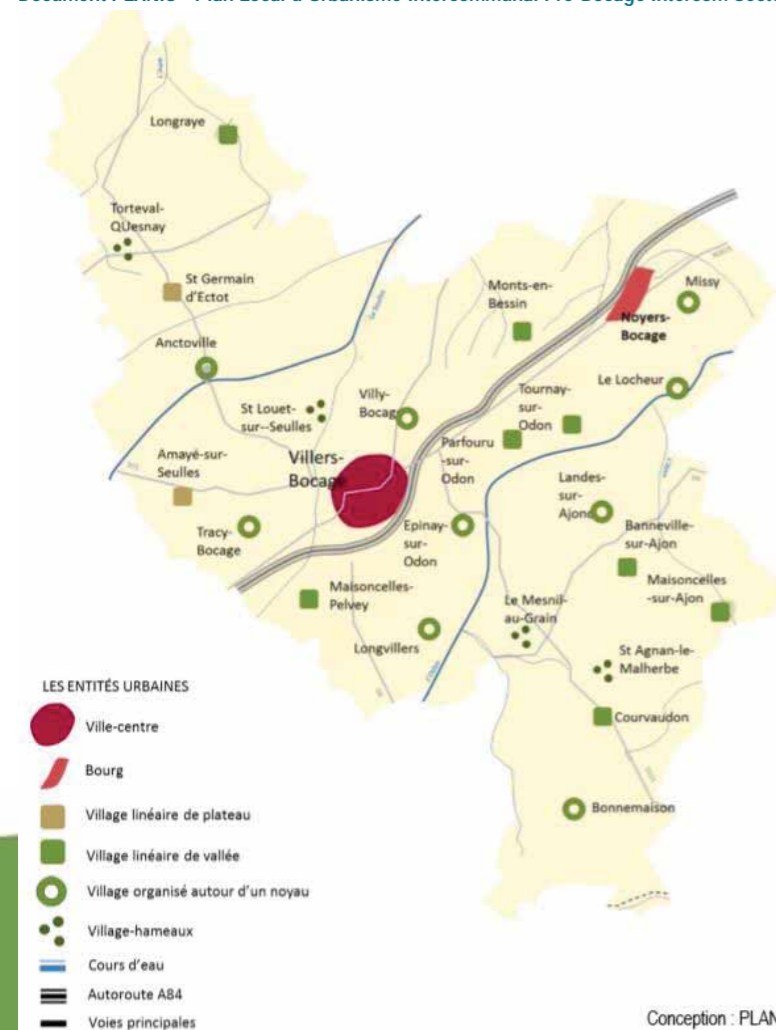 l'Aure
Longraye
Torteval-
QUesnay
St Germain
d'Ectot
Anctoville
La Seulles
St Louet-
sur--Seulles
Villy-
Bocage
Monts-en-
Bessin
Noyers-
Bocage
Missy
Le Locheur
Tournay-
sur-
Odon
Parfouru
-sur-
Odon
Villers-
Bocage
Amayé-sur-
Seulles
Tracy-
Bocage
Epinay-
sur-
Odon
Landes-
sur-
Ajon
Banneville-
sur-Ajon
Maisoncelles
-sur-Ajon
Maisoncelles-
Pelvey
Longvillers
Le Mesnil-
au-Grain
St Agnan-le-
Malherbe
Courvaudon
l'Odon
Bonnemaison
LES ENTITÉS URBAINES
Ville-centre
Bourg
Village linéaire de plateau
Village linéaire de vallée
Village organisé autour d'un noyau
Village-hameaux
Cours d'eau
Autoroute A84
Voies principales
Conception : PLAN